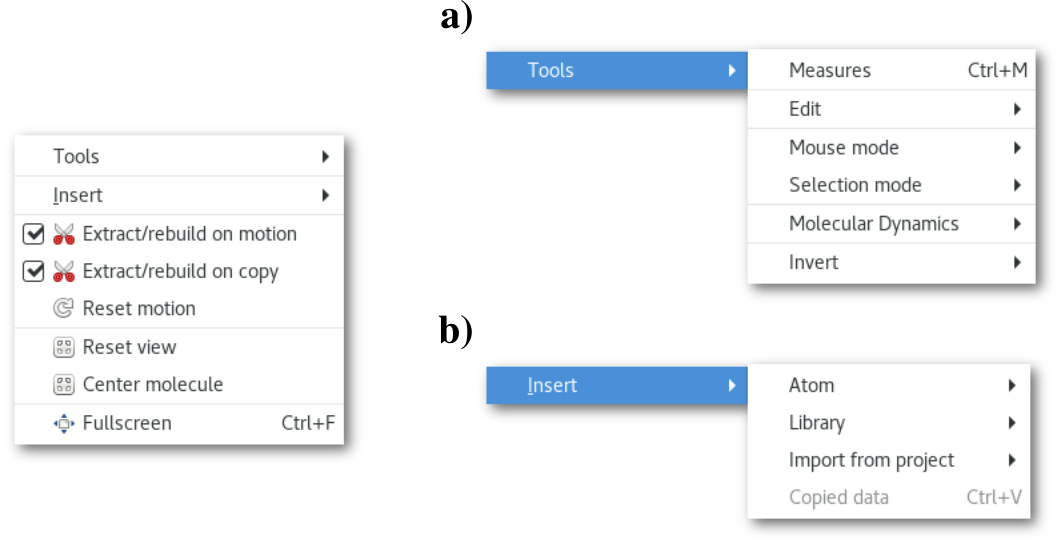 Tools
Insert
Extract/rebuild on motion
Extract/rebuild on copy
Reset motion
Reset view
Center molecule
Fullscreen Ctrl+F
a)
Tools
Measures Ctrl+M
Edit
Mouse mode
Selection mode
Molecular Dynamics
Invert
b)
Insert
Atom
Library
Import from project
Copied data Ctrl+V